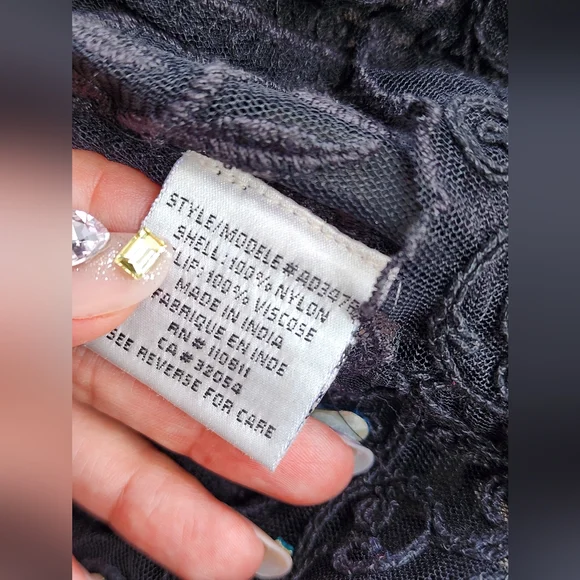 STYLE/MODELE #A0347
SHELL: 100% NYLON
100% VISCOSE
MADE IN INDIA
FABRIQUE EN INDE
RN# 110811
CA# 32054
SEE REVERSE FOR CARE